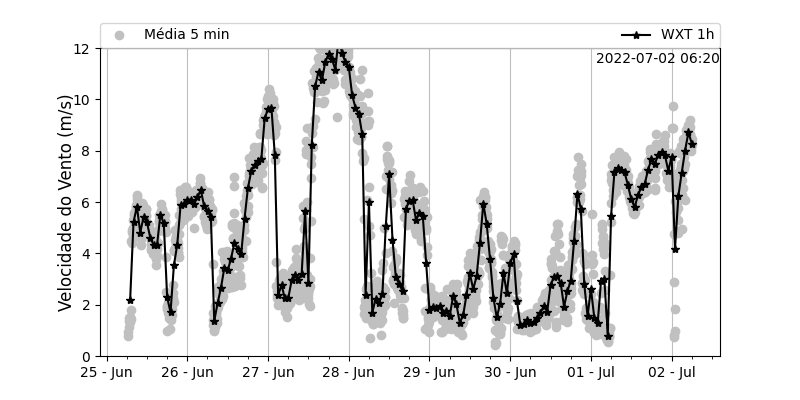 Média 5 min
WXT 1h
2022-07-02 06:20
Velocidade do Vento (m/s)
12
10
8
6
4
2
0
25 - Jun
26 - Jun
27 - Jun
28 - Jun
29 - Jun
30 - Jun
01 - Jul
02 - Jul